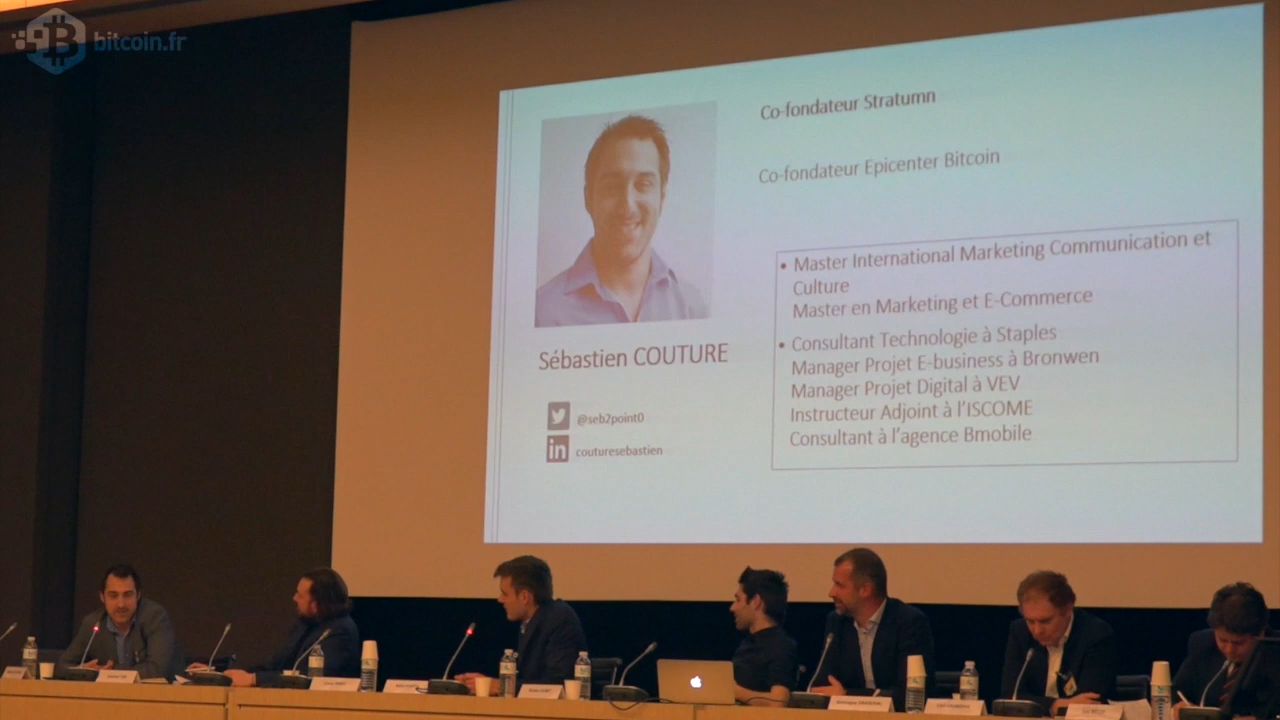 bitcoin.fr
Co-fondateur Stratumn
Co-fondateur Epicenter Bitcoin
• Master International Marketing Communication et
Culture
Master en Marketing et E-Commerce
• Consultant Technologie à Staples
Manager Projet E-business à Bronwen
Manager Projet Digital à VEV
Instructeur Adjoint à l'ISCOME
Consultant à l'agence Bmobile
Sébastien COUTURE
@seb2point0
in couturesebastien